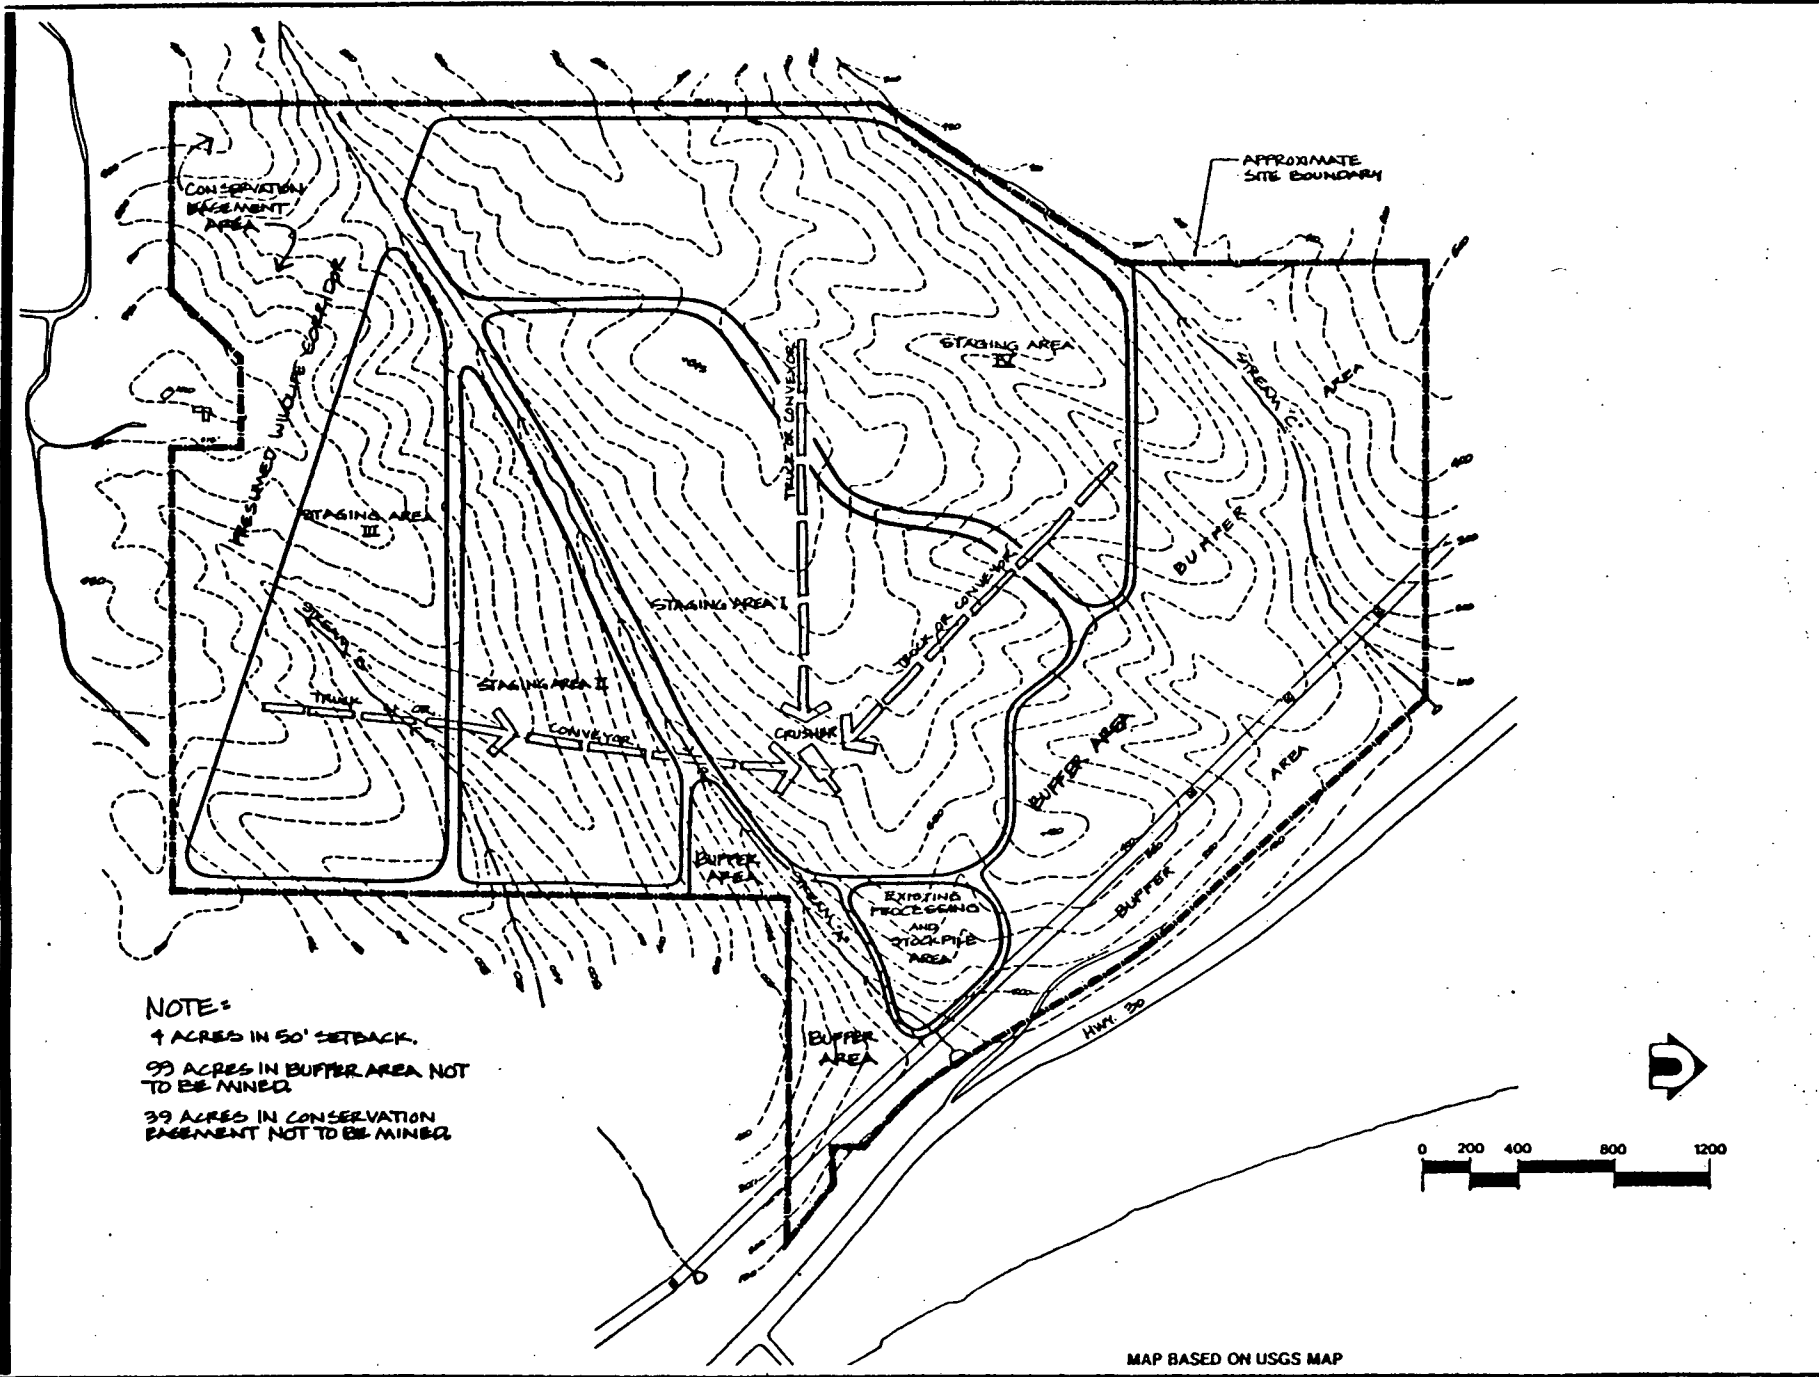 APPROXIMATE
SITE BOUNDARY
CONSERVATION
EASEMENT
AREA
PRESERVED WILDLIFE CORRIDOR
STAGING AREA
IV
STREAM C
BUFFER AREA
TRUCK OR CONVEYOR
STAGING AREA
III
STAGING AREA I
TRUCK OR CONVEYOR
STREAM B
STAGING AREA II
TRUCK OR CONVEYOR
CRUSHER
BUFFER AREA
BUFFER AREA
BUFFER
AREA
STREAM A
EXISTING
PROCESSING
AND
STOCKPILE
AREA
BUFFER
AREA
HWY. 30
NOTE:
4 ACRES IN 50' SETBACK.
99 ACRES IN BUFFER AREA NOT
TO BE MINED.
39 ACRES IN CONSERVATION
EASEMENT NOT TO BE MINED.
0 200 400 800 1200
MAP BASED ON USGS MAP